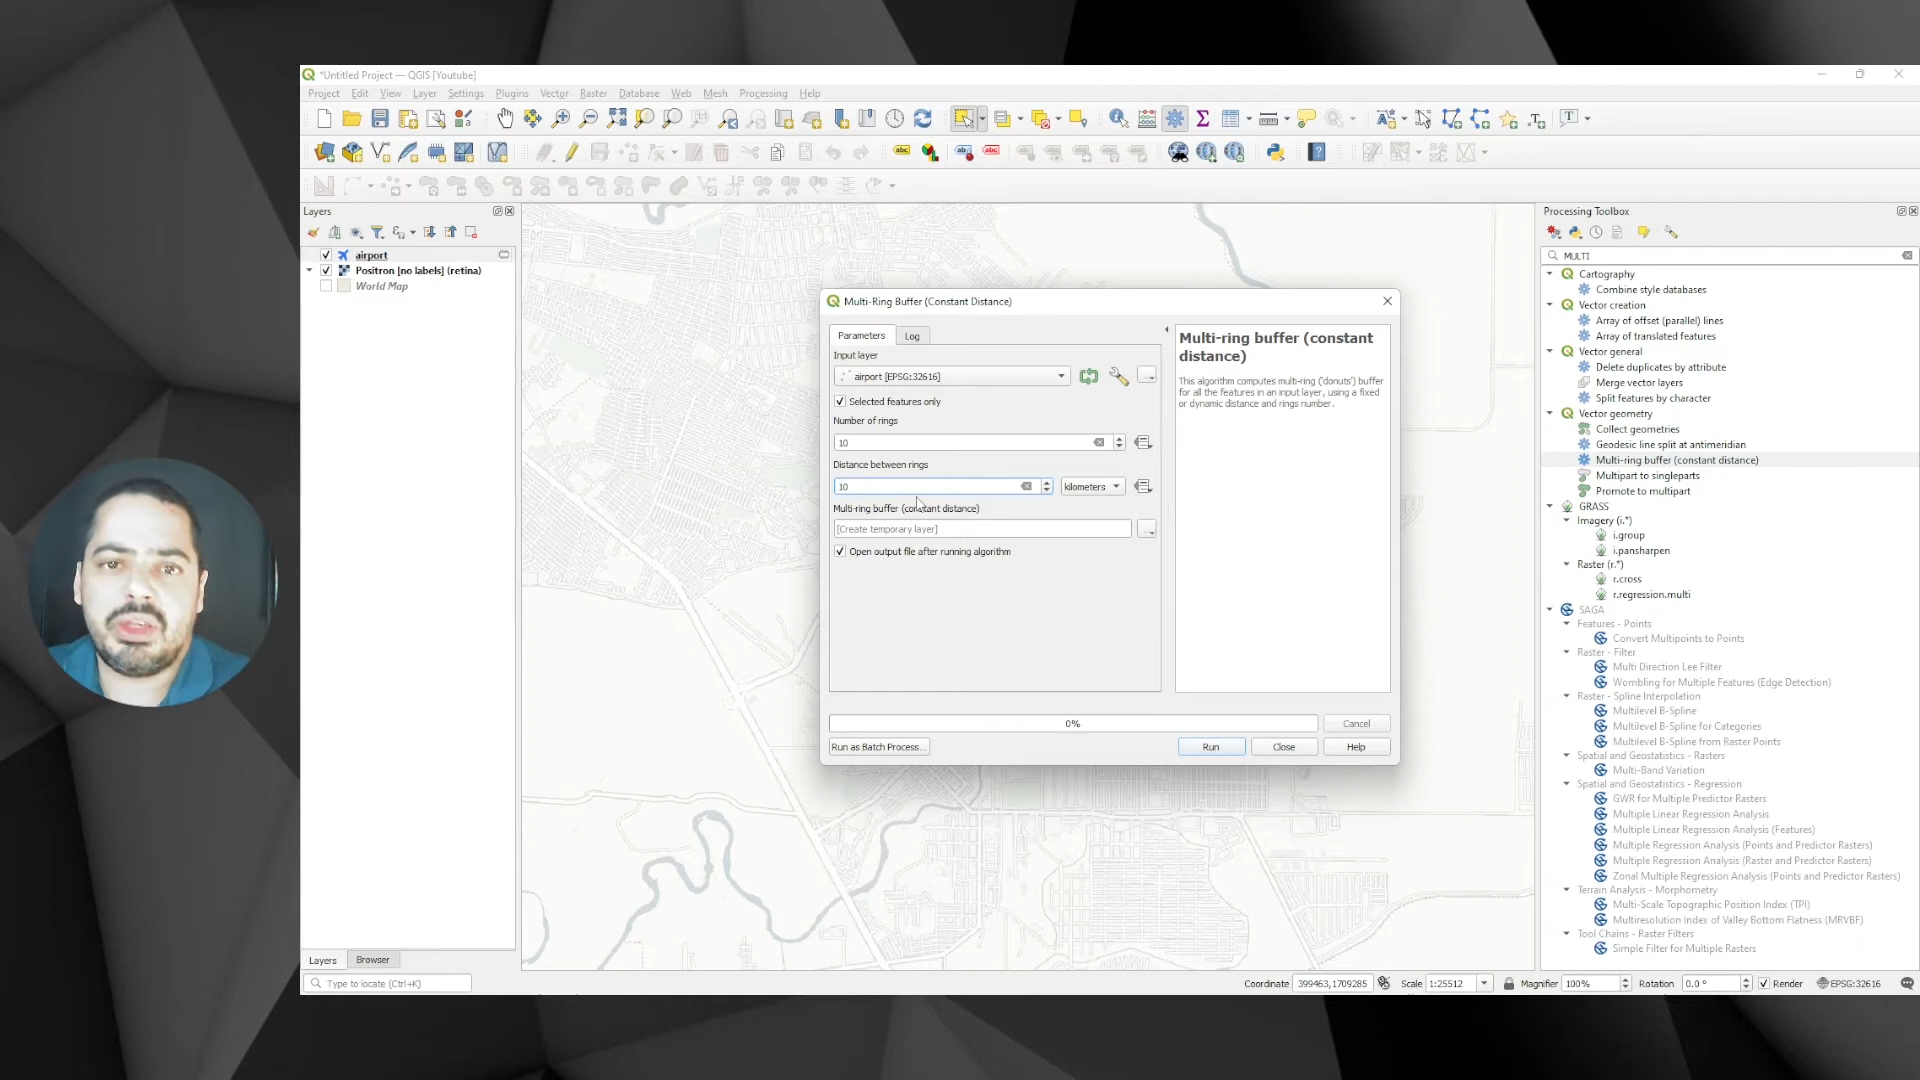 *Untitled Project — QGIS [Youtube]
Project Edit View Layer Settings Plugins Vector Raster Database Web Mesh Processing Help
Layers
airport
Positron [no labels] (retina)
World Map
Layers Browser
Type to locate (Ctrl+K)
Multi-Ring Buffer (Constant Distance)
Parameters Log
Input layer
airport [EPSG:32616]
Selected features only
Number of rings
10
Distance between rings
10 kilometers
Multi-ring buffer (constant distance)
[Create temporary layer]
Open output file after running algorithm
Multi-ring buffer (constant
distance)
This algorithm computes multi-ring ('donuts') buffer
for all the features in an input layer, using a fixed
or dynamic distance and rings number.
0% Cancel
Run as Batch Process... Run Close Help
Processing Toolbox
MULTI
Cartography
Combine style databases
Vector creation
Array of offset (parallel) lines
Array of translated features
Vector general
Delete duplicates by attribute
Merge vector layers
Split features by character
Vector geometry
Collect geometries
Geodesic line split at antimeridian
Multi-ring buffer (constant distance)
Multipart to singleparts
Promote to multipart
GRASS
Imagery (i.*)
i.group
i.pansharpen
Raster (r.*)
r.cross
r.regression.multi
SAGA
Features - Points
Convert Multipoints to Points
Raster - Filter
Multi Direction Lee Filter
Wombling for Multiple Features (Edge Detection)
Raster - Spline Interpolation
Multilevel B-Spline
Multilevel B-Spline for Categories
Multilevel B-Spline from Raster Points
Spatial and Geostatistics - Rasters
Multi-Band Variation
Spatial and Geostatistics - Regression
GWR for Multiple Predictor Rasters
Multiple Linear Regression Analysis
Multiple Linear Regression Analysis (Features)
Multiple Regression Analysis (Points and Predictor Rasters)
Multiple Regression Analysis (Raster and Predictor Rasters)
Zonal Multiple Regression Analysis (Points and Predictor Rasters)
Terrain Analysis - Morphometry
Multi-Scale Topographic Position Index (TPI)
Multiresolution Index of Valley Bottom Flatness (MRVBF)
Tool Chains - Raster Filters
Simple Filter for Multiple Rasters
Coordinate 399463,1709285 Scale 1:25512 Magnifier 100% Rotation 0.0 ° Render EPSG:32616